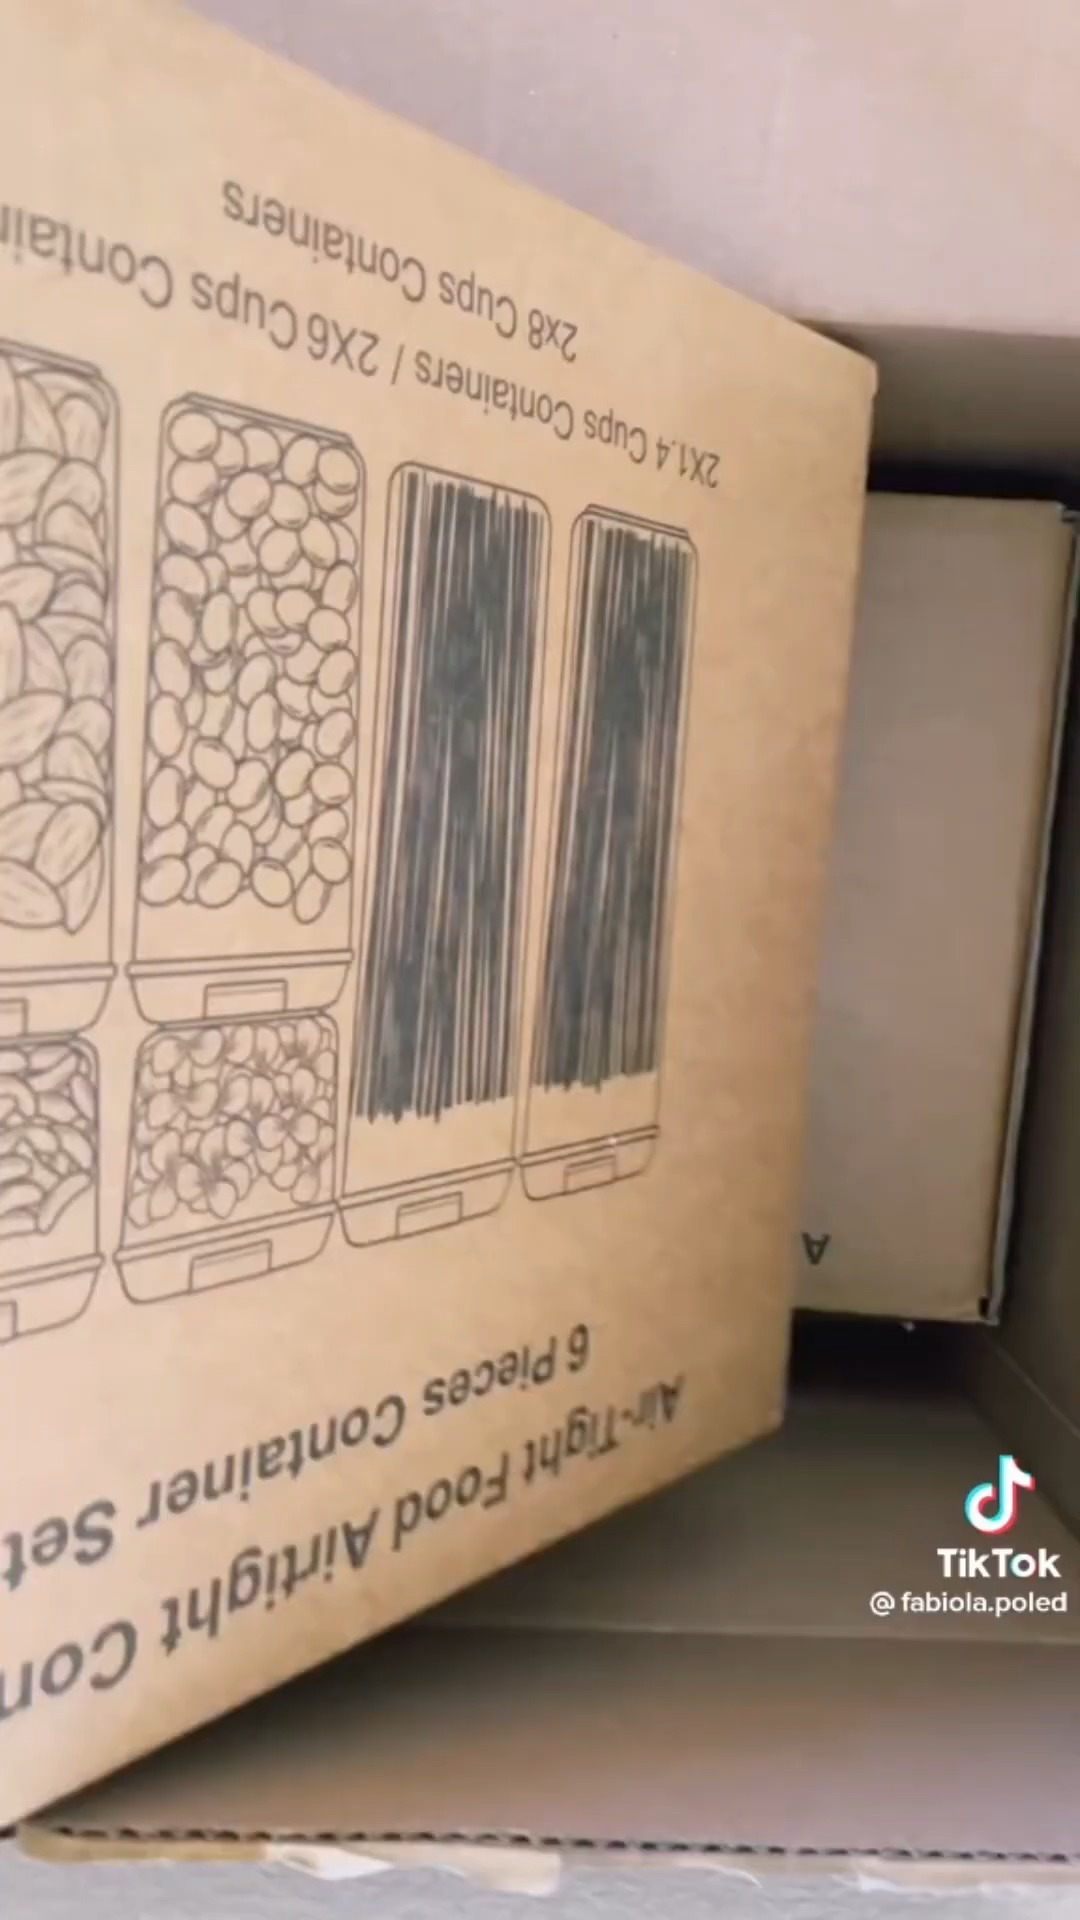 Air-Tight Food Airtight Con
6 Pieces Container Set
2X1.4 Cups Containers / 2X6 Cups Contain
2x8 Cups Containers
A
TikTok
@fabiola.poled